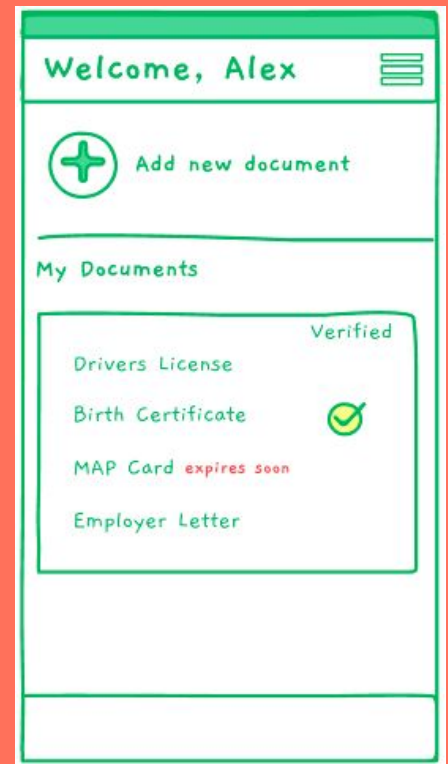 Welcome, Alex
Add new document
My Documents
Verified
Drivers License
Birth Certificate
MAP Card expires soon
Employer Letter